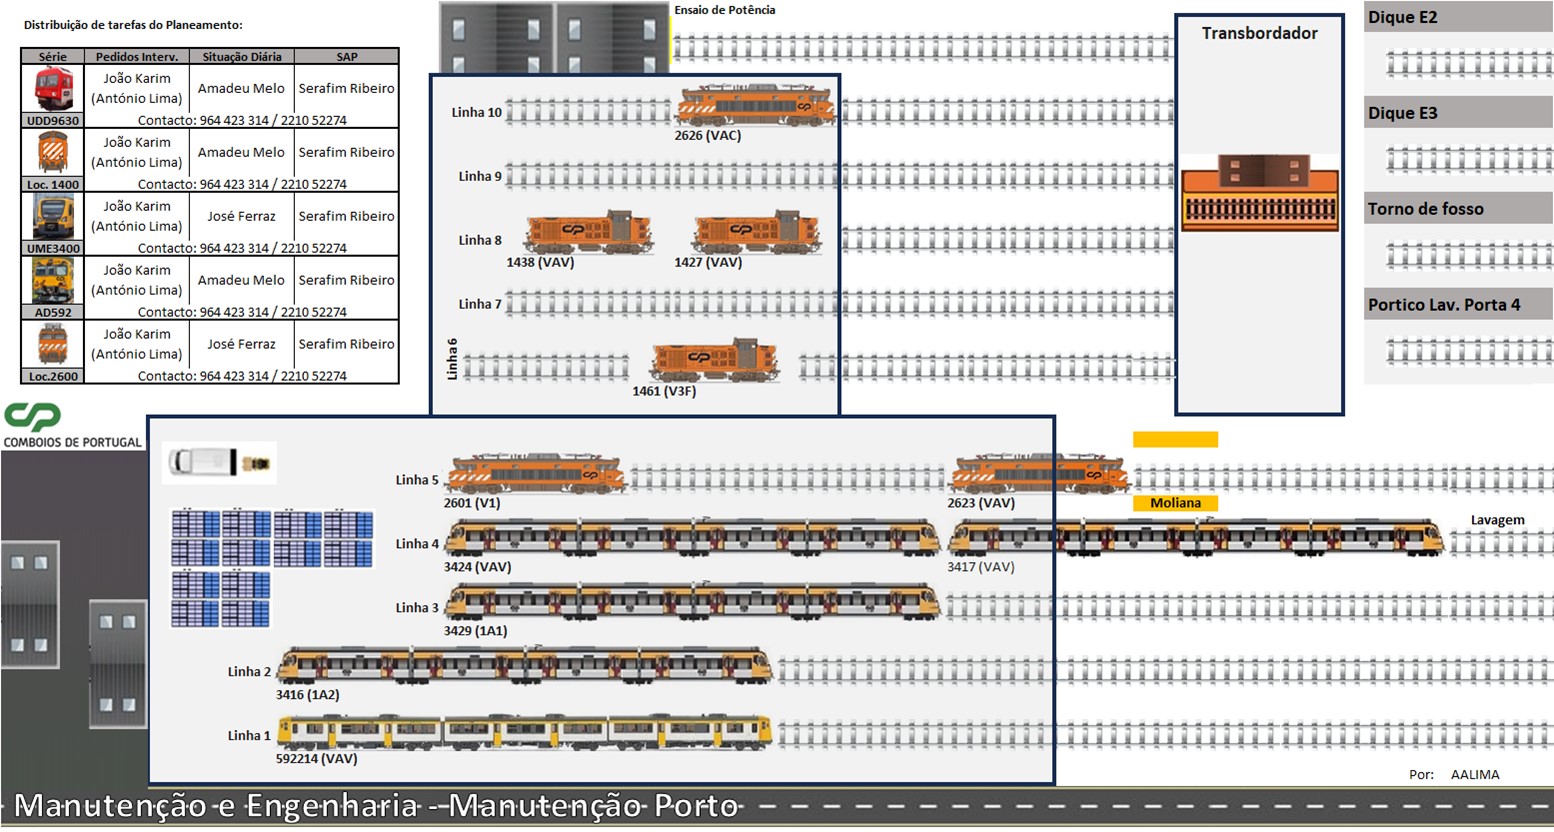 Distribuição de tarefas do Planeamento:
Série Pedidos Interv. Situação Diária SAP
João Karim
(António Lima) Amadeu Melo Serafim Ribeiro
UDD9630 Contacto: 964 423 314 / 2210 52274
João Karim
(António Lima) Amadeu Melo Serafim Ribeiro
Loc. 1400 Contacto: 964 423 314 / 2210 52274
João Karim
(António Lima) José Ferraz Serafim Ribeiro
UME3400 Contacto: 964 423 314 / 2210 52274
João Karim
(António Lima) Amadeu Melo Serafim Ribeiro
AD592 Contacto: 964 423 314 / 2210 52274
João Karim
(António Lima) José Ferraz Serafim Ribeiro
Loc.2600 Contacto: 964 423 314 / 2210 52274
CP
COMBOIOS DE PORTUGAL
Ensaio de Potência
Linha 10
2626 (VAC)
Linha 9
Linha 8
1438 (VAV) 1427 (VAV)
Linha 7
Linha 6
1461 (V3F)
Transbordador
Dique E2
Dique E3
Torno de fosso
Portico Lav. Porta 4
Linha 5
2601 (V1) 2623 (VAV)
Moliana
Lavagem
Linha 4
3424 (VAV) 3417 (VAV)
Linha 3
3429 (1A1)
Linha 2
3416 (1A2)
Linha 1
592214 (VAV)
Por: AALIMA
Manutenção e Engenharia - Manutenção Porto